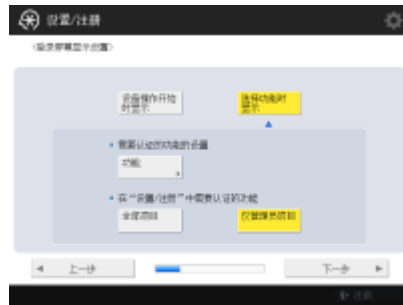 设置/注册
<登录屏幕显示设置>
设备操作开始
时显示
选择功能时
显示
需要认证的功能的设置
功能
在“设置/注册”中需要认证的功能
全部项目
仅管理员项目
上一步
下一步
注销